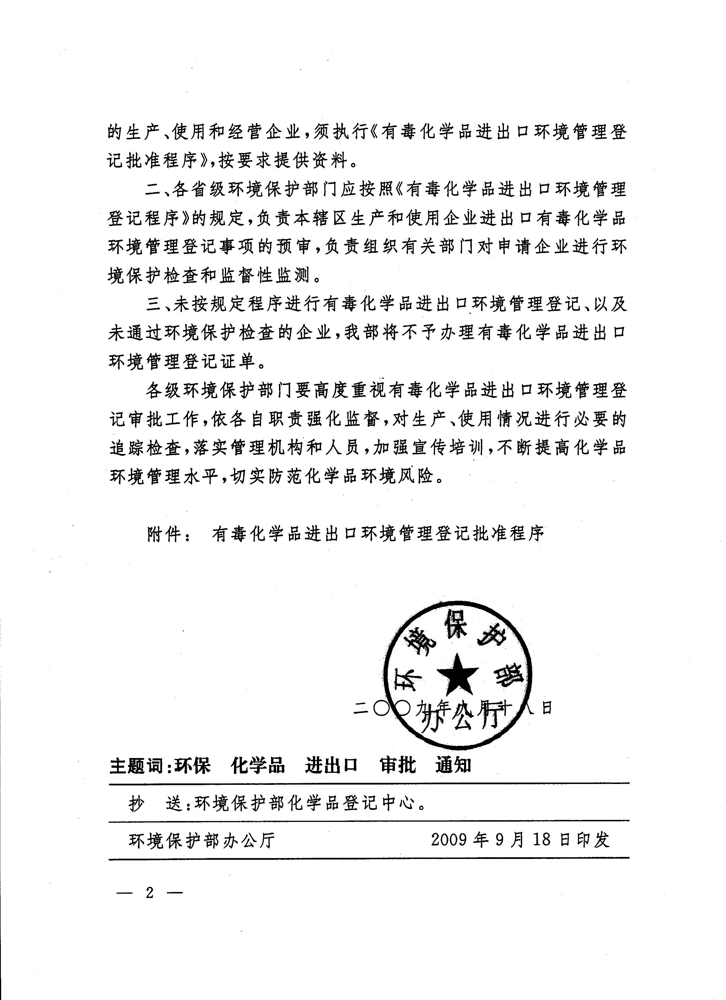 的生产、使用和经营企业,须执行《有毒化学品进出口环境管理登
记批准程序》,按要求提供资料。
二、各省级环境保护部门应按照《有毒化学品进出口环境管理
登记程序》的规定,负责本辖区生产和使用企业进出口有毒化学品
环境管理登记事项的预审,负责组织有关部门对申请企业进行环
境保护检查和监督性监测。
三、未按规定程序进行有毒化学品进出口环境管理登记、以及
未通过环境保护检查的企业,我部将不予办理有毒化学品进出口
环境管理登记证单。
各级环境保护部门要高度重视有毒化学品进出口环境管理登
记审批工作,依各自职责强化监督,对生产、使用情况进行必要的
追踪检查,落实管理机构和人员,加强宣传培训,不断提高化学品
环境管理水平,切实防范化学品环境风险。
附件: 有毒化学品进出口环境管理登记批准程序
环境保护部
二〇〇九年九月十八日
办公厅
主题词:环保 化学品 进出口 审批 通知
抄 送:环境保护部化学品登记中心。
环境保护部办公厅 2009年9月18日印发
— 2 —